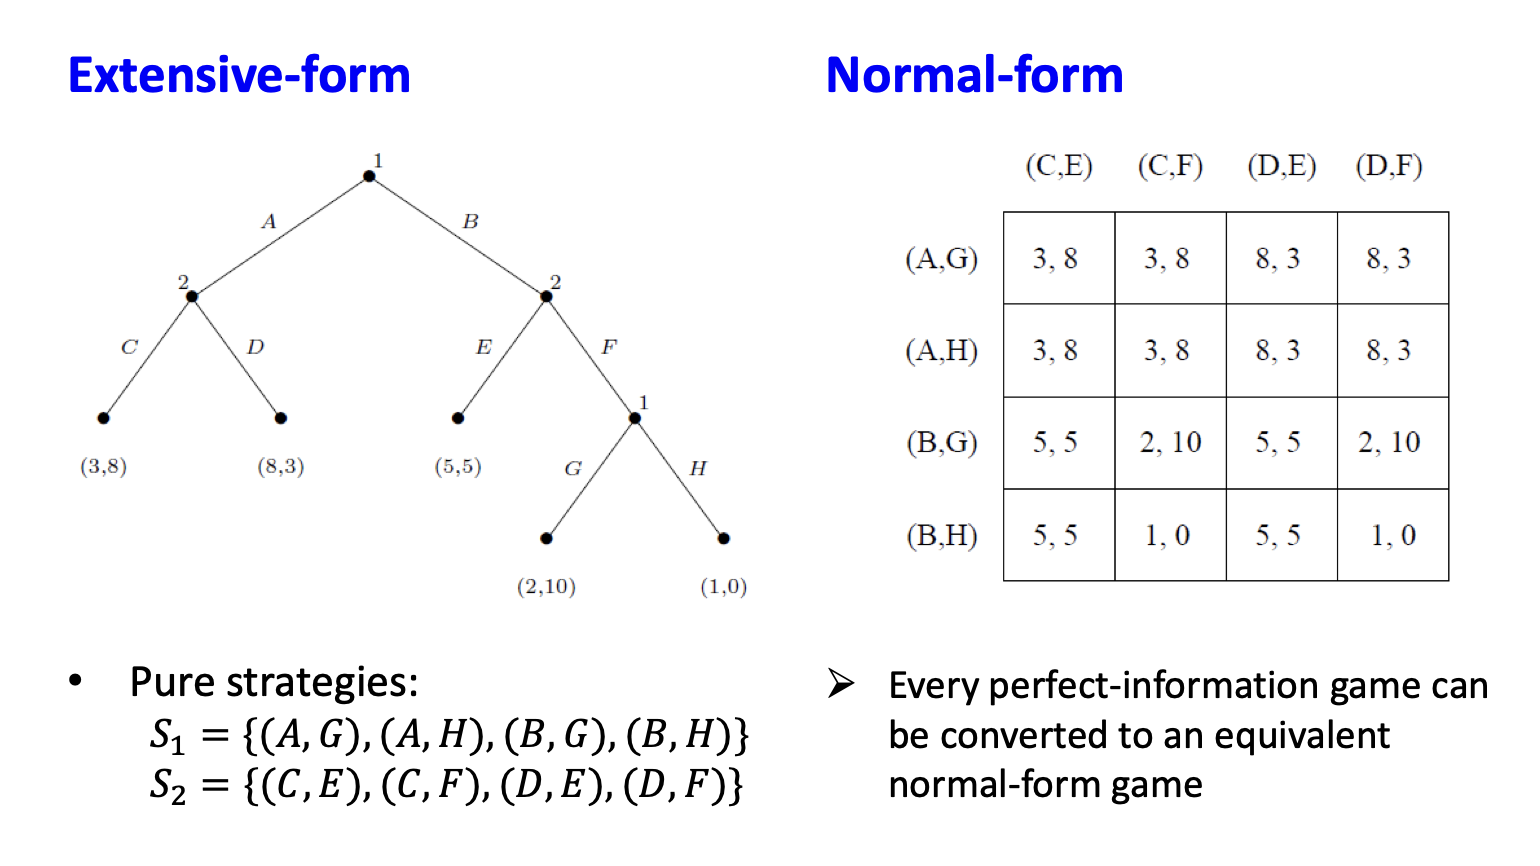 Extensive-form
1
A B
2 2
C D E F
1
(3,8) (8,3) (5,5) G H
(2,10) (1,0)
• Pure strategies:
S₁ = {(A, G), (A, H), (B, G), (B, H)}
S₂ = {(C, E), (C, F), (D, E), (D, F)}
Normal-form
(C,E) (C,F) (D,E) (D,F)
(A,G) 3, 8 3, 8 8, 3 8, 3
(A,H) 3, 8 3, 8 8, 3 8, 3
(B,G) 5, 5 2, 10 5, 5 2, 10
(B,H) 5, 5 1, 0 5, 5 1, 0
➢ Every perfect-information game can
be converted to an equivalent
normal-form game